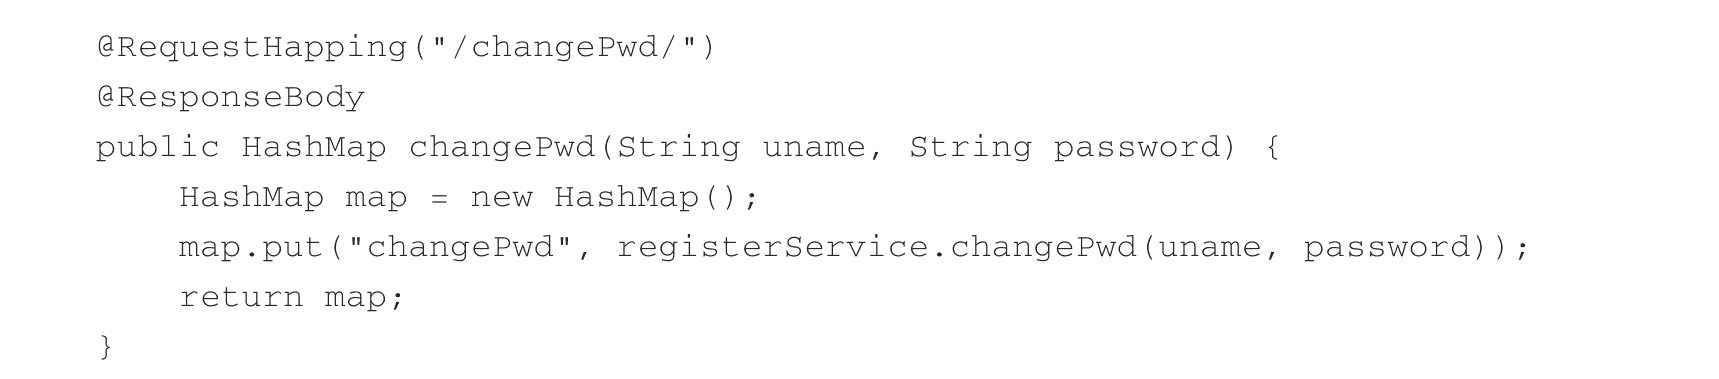 @RequestHapping("/changePwd/")
@ResponseBody
public HashMap changePwd(String uname, String password) {
    HashMap map = new HashMap();
    map.put("changePwd", registerService.changePwd(uname, password));
    return map;
}